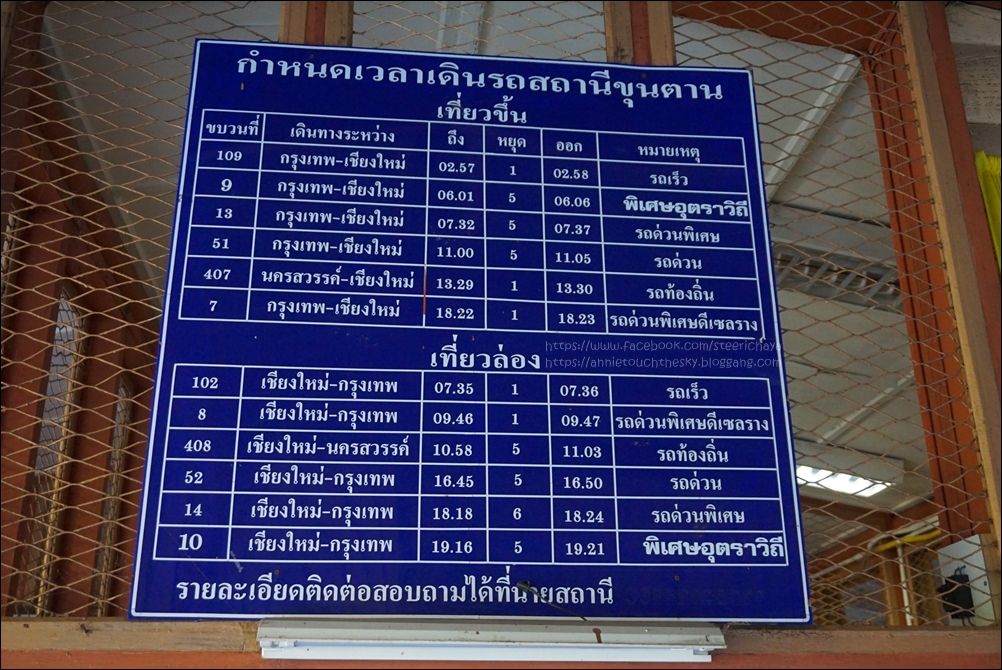 กำหนดเวลาเดินรถสถานีขุนตาน
เที่ยวขึ้น
ขบวนที่ เดินทางระหว่าง ถึง หยุด ออก หมายเหตุ
109 กรุงเทพ-เชียงใหม่ 02.57 1 02.58 รถเร็ว
9 กรุงเทพ-เชียงใหม่ 06.01 5 06.06 พิเศษอุตราวิถี
13 กรุงเทพ-เชียงใหม่ 07.32 5 07.37 รถด่วนพิเศษ
51 กรุงเทพ-เชียงใหม่ 11.00 5 11.05 รถด่วน
407 นครสวรรค์-เชียงใหม่ 13.29 1 13.30 รถท้องถิ่น
7 กรุงเทพ-เชียงใหม่ 18.22 1 18.23 รถด่วนพิเศษดีเซลราง
https://www.facebook.com/steerichaya
เที่ยวล่อง
https://annietouchthesky.bloggang.com
102 เชียงใหม่-กรุงเทพ 07.35 1 07.36 รถเร็ว
8 เชียงใหม่-กรุงเทพ 09.46 1 09.47 รถด่วนพิเศษดีเซลราง
408 เชียงใหม่-นครสวรรค์ 10.58 5 11.03 รถท้องถิ่น
52 เชียงใหม่-กรุงเทพ 16.45 5 16.50 รถด่วน
14 เชียงใหม่-กรุงเทพ 18.18 6 18.24 รถด่วนพิเศษ
10 เชียงใหม่-กรุงเทพ 19.16 5 19.21 พิเศษอุตราวิถี
รายละเอียดติดต่อสอบถามได้ที่นายสถานี